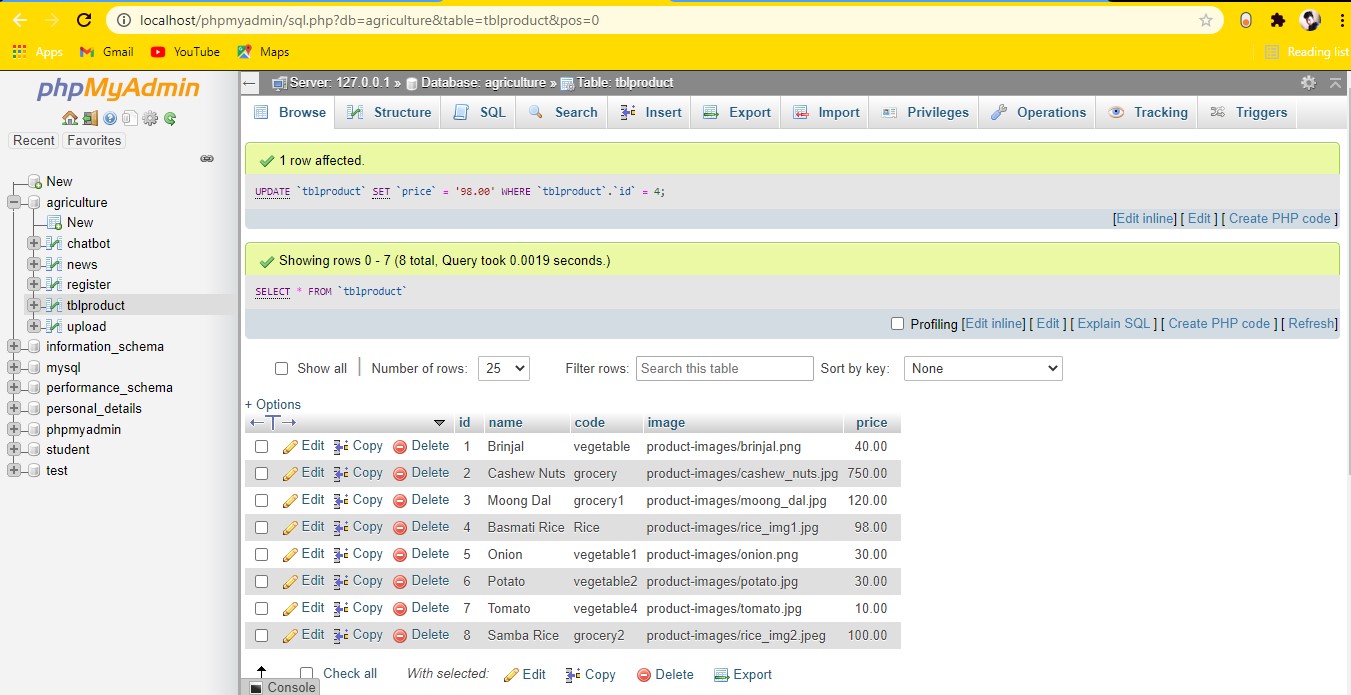 localhost/phpmyadmin/sql.php?db=agriculture&table=tblproduct&pos=0
Apps Gmail YouTube Maps Reading list
phpMyAdmin
Recent Favorites
New
agriculture
New
chatbot
news
register
tblproduct
upload
information_schema
mysql
performance_schema
personal_details
phpmyadmin
student
test
Server: 127.0.0.1 » Database: agriculture » Table: tblproduct
Browse Structure SQL Search Insert Export Import Privileges Operations Tracking Triggers
1 row affected.
UPDATE `tblproduct` SET `price` = '98.00' WHERE `tblproduct`.`id` = 4;
[Edit inline] [ Edit ] [ Create PHP code ]
Showing rows 0 - 7 (8 total, Query took 0.0019 seconds.)
SELECT * FROM `tblproduct`
Profiling [Edit inline] [ Edit ] [ Explain SQL ] [ Create PHP code ] [ Refresh]
Show all Number of rows: 25 Filter rows: Search this table Sort by key: None
+ Options
←T→ id name code image price
Edit Copy Delete 1 Brinjal vegetable product-images/brinjal.png 40.00
Edit Copy Delete 2 Cashew Nuts grocery product-images/cashew_nuts.jpg 750.00
Edit Copy Delete 3 Moong Dal grocery1 product-images/moong_dal.jpg 120.00
Edit Copy Delete 4 Basmati Rice Rice product-images/rice_img1.jpg 98.00
Edit Copy Delete 5 Onion vegetable1 product-images/onion.png 30.00
Edit Copy Delete 6 Potato vegetable2 product-images/potato.jpg 30.00
Edit Copy Delete 7 Tomato vegetable4 product-images/tomato.jpg 10.00
Edit Copy Delete 8 Samba Rice grocery2 product-images/rice_img2.jpeg 100.00
Check all With selected: Edit Copy Delete Export
Console